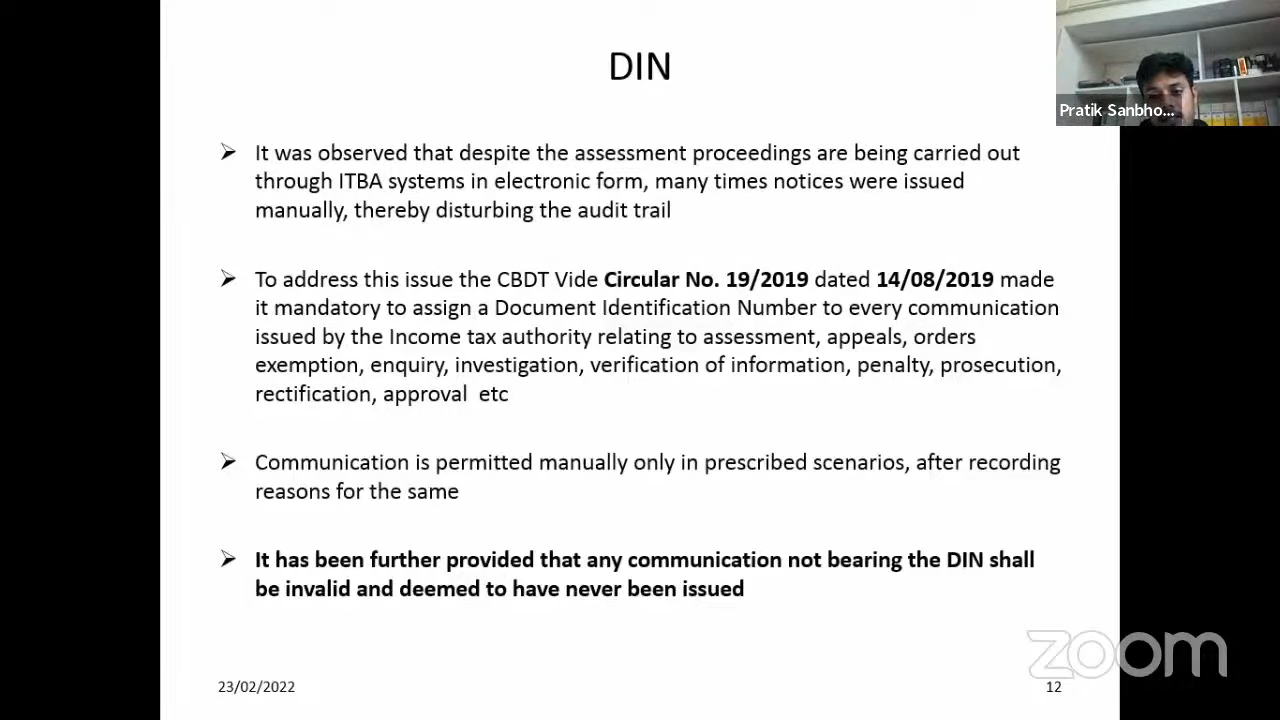 DIN
Pratik Sanbho...
➢ It was observed that despite the assessment proceedings are being carried out
through ITBA systems in electronic form, many times notices were issued
manually, thereby disturbing the audit trail
➢ To address this issue the CBDT Vide Circular No. 19/2019 dated 14/08/2019 made
it mandatory to assign a Document Identification Number to every communication
issued by the Income tax authority relating to assessment, appeals, orders
exemption, enquiry, investigation, verification of information, penalty, prosecution,
rectification, approval etc
➢ Communication is permitted manually only in prescribed scenarios, after recording
reasons for the same
➢ It has been further provided that any communication not bearing the DIN shall
be invalid and deemed to have never been issued
zoom
23/02/2022
12